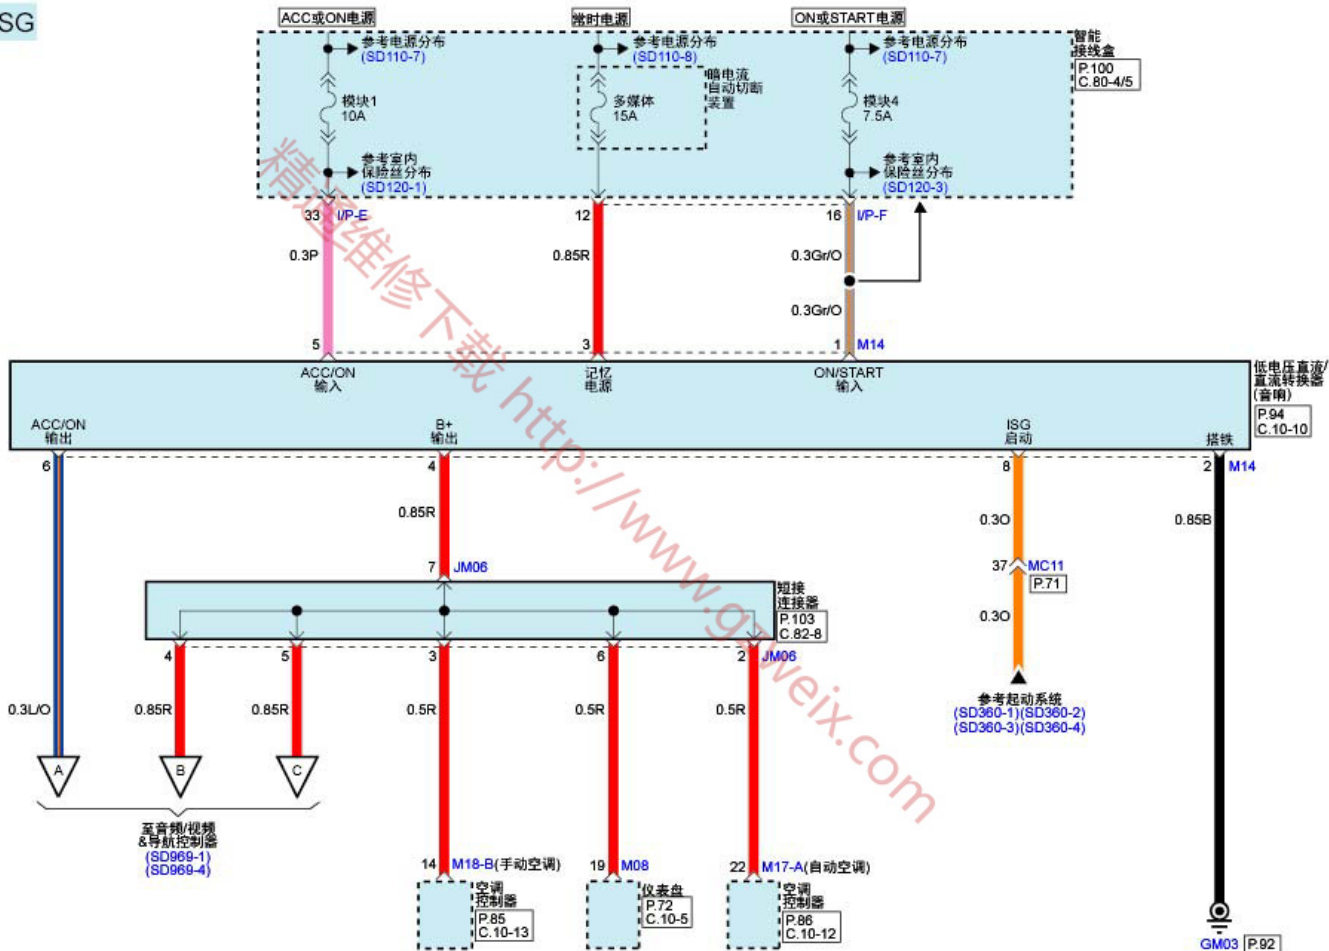 SG
ACC或ON电源
常时电源
ON或START电源
参考电源分布
(SD110-7)
参考电源分布
(SD110-8)
参考电源分布
(SD110-7)
智能
接线盒
P.100
C.80-4/5
模块1
10A
多媒体
15A
暗电流
自动切断
装置
模块4
7.5A
参考室内
保险丝分布
(SD120-1)
参考室内
保险丝分布
(SD120-3)
33 I/P-E
12
16 I/P-F
0.3P
0.85R
0.3Gr/O
0.3Gr/O
5
3
1 M14
ACC/ON
输入
记忆
电源
ON/START
输入
低电压直流/
直流转换器
(音响)
P.94
C.10-10
ACC/ON
输出
B+
输出
ISG
启动
搭铁
6
4
8
2 M14
0.85R
0.3O
0.85B
7 JM06
37 MC11
P.71
短接
连接器
P.103
C.82-8
0.3O
4
5
3
6
2 JM06
0.3L/O
0.85R
0.85R
0.5R
0.5R
0.5R
参考起动系统
(SD360-1)(SD360-2)
(SD360-3)(SD360-4)
A
B
C
至音频/视频
&导航控制器
(SD969-1)
(SD969-4)
14 M18-B(手动空调)
19 M08
22 M17-A(自动空调)
空调
控制器
P.85
C.10-13
仪表盘
P.72
C.10-5
空调
控制器
P.86
C.10-12
GM03 P.92
精通维修下载 http://www.gzweix.com